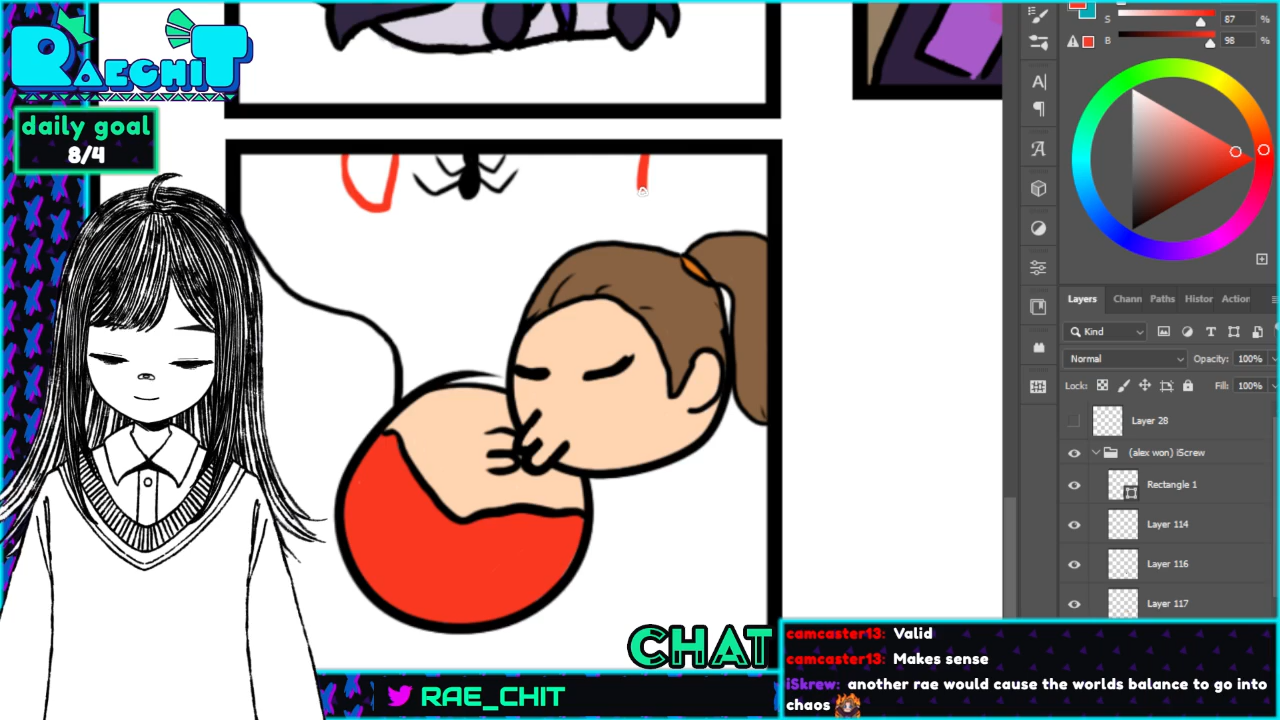 RAECHIT
daily goal
8/4
S 87 %
B 98 %
Layers Chann Paths Histor Action
Kind
Normal Opacity: 100%
Lock: Fill: 100%
Layer 28
(alex won) iScrew
Rectangle 1
Layer 114
Layer 116
Layer 117
CHAT
camcaster13: Valid
camcaster13: Makes sense
iSkrew: another rae would cause the worlds balance to go into
chaos
RAE_CHIT